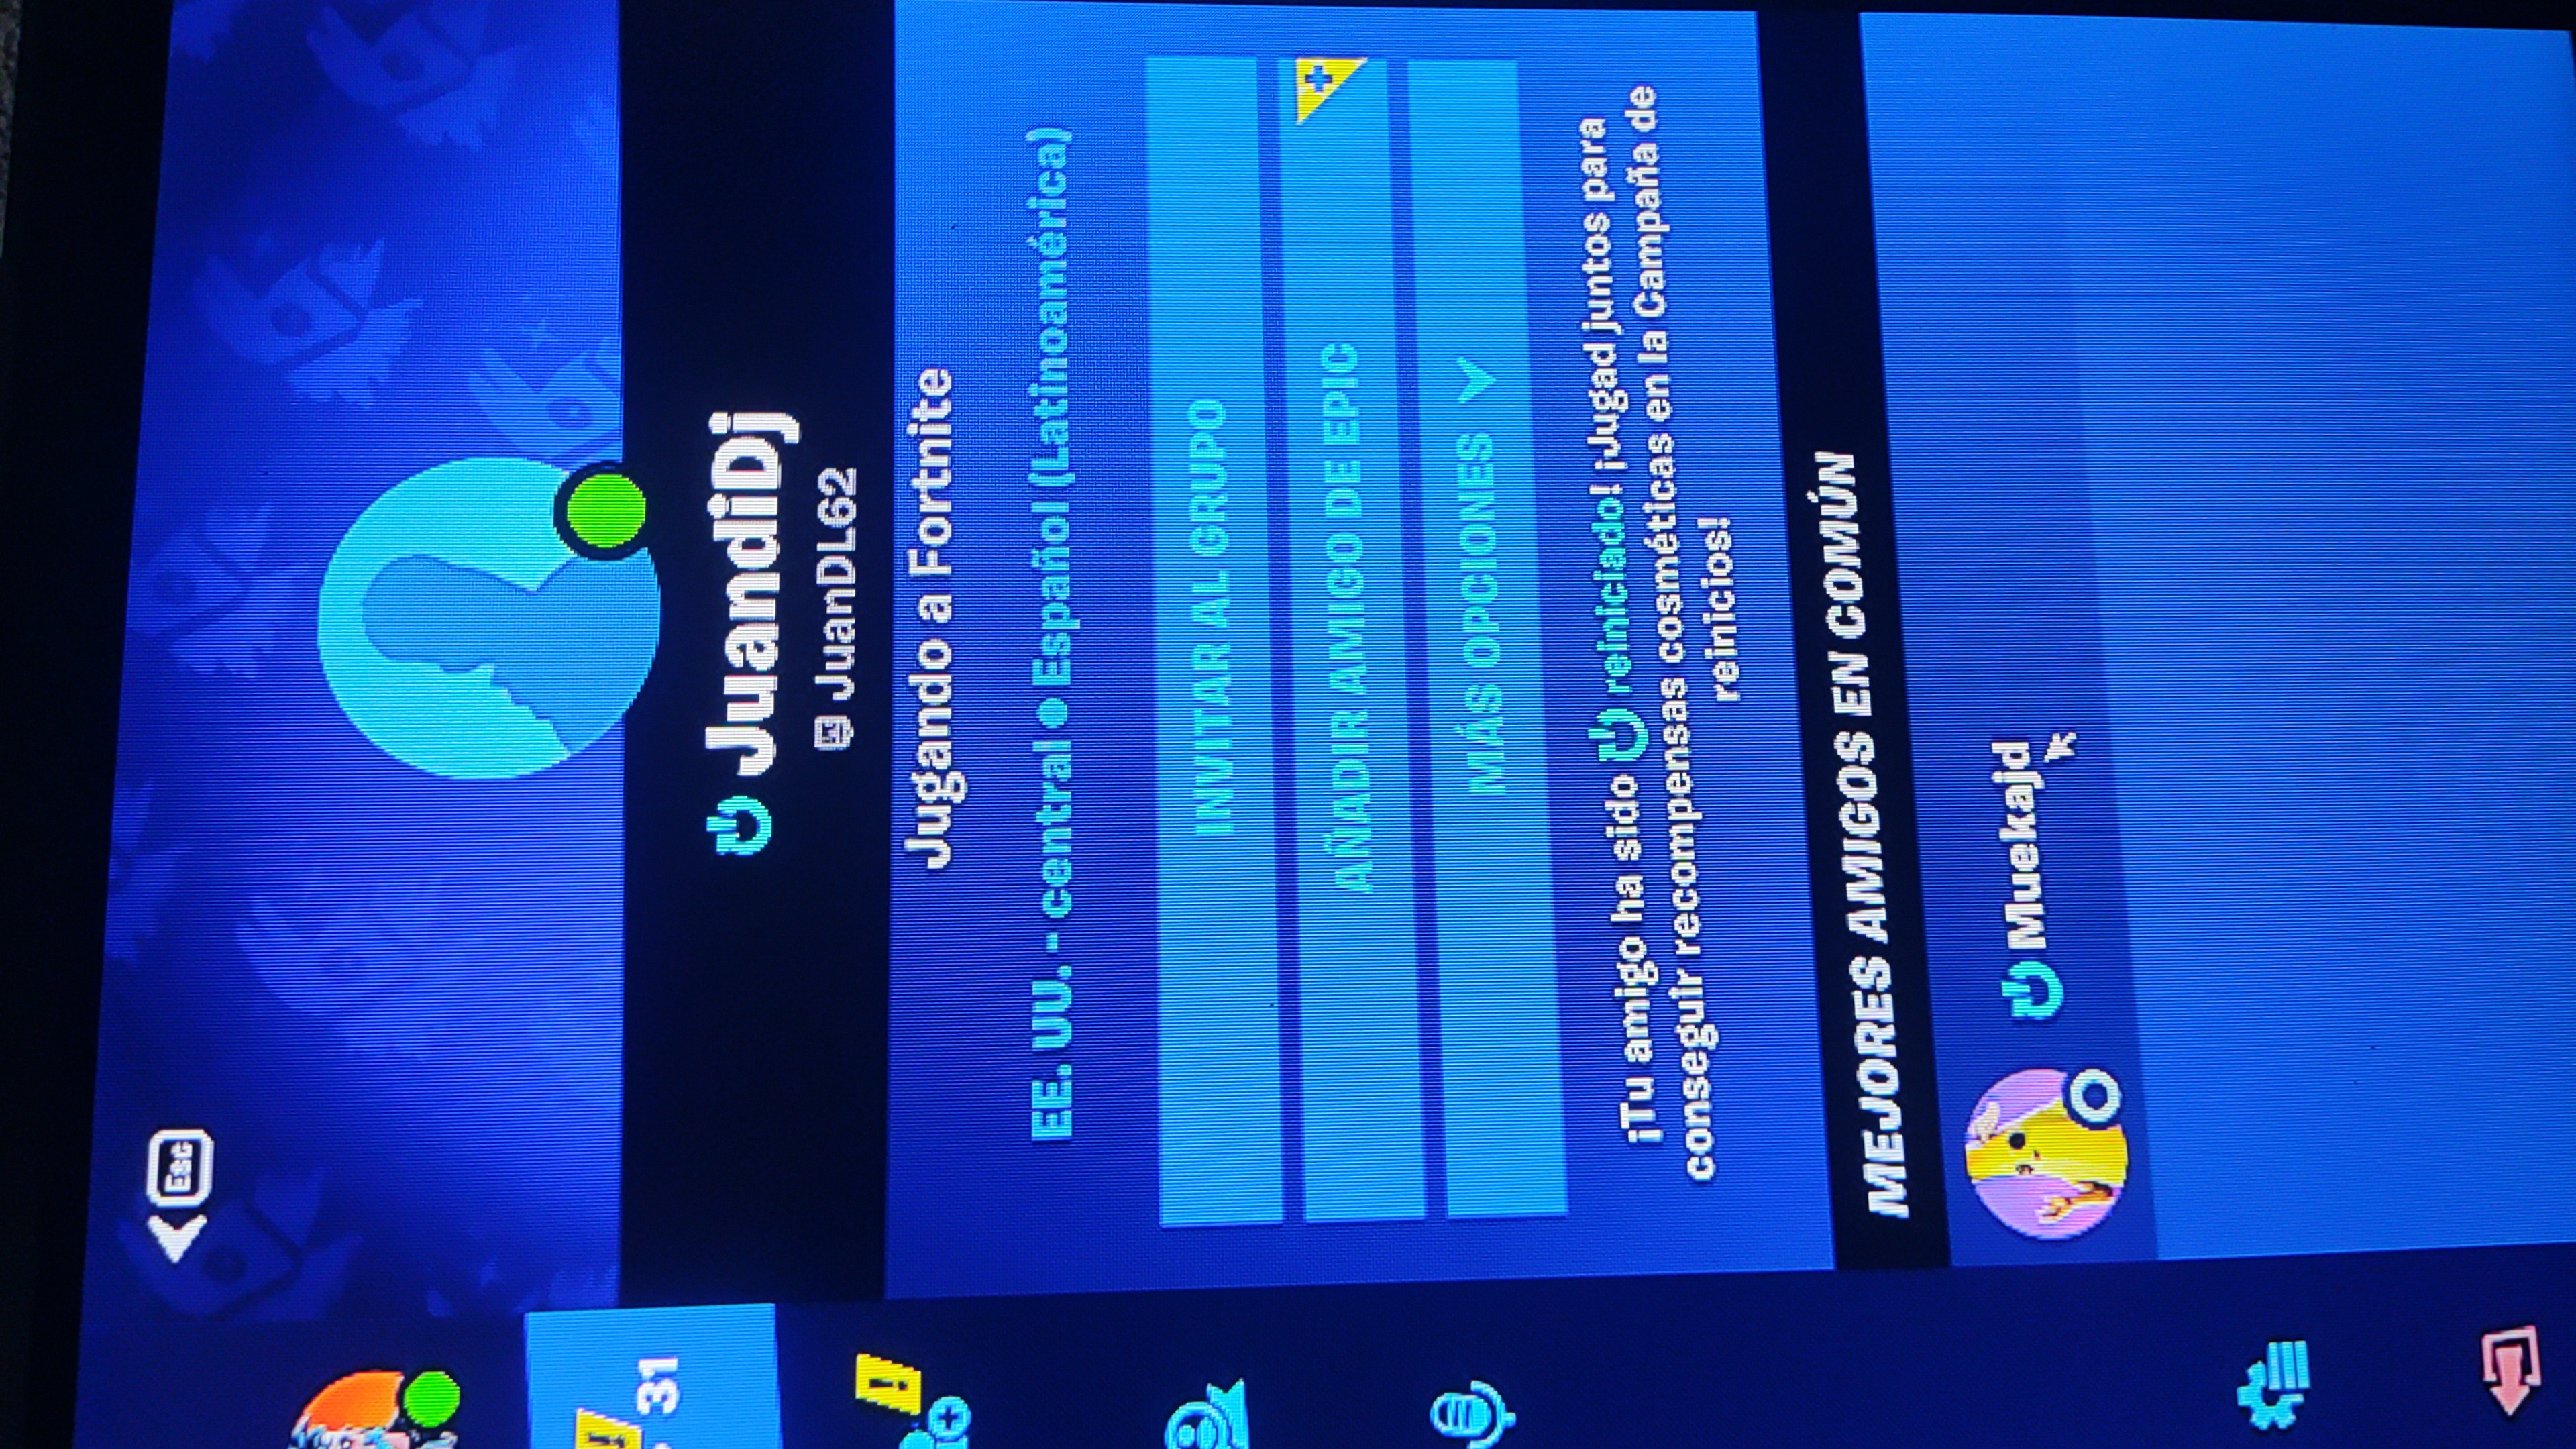 Esc
31
JuandiDj
JuanDL62
Jugando a Fortnite
EE. UU. - central ● Español (Latinoamérica)
INVITAR AL GRUPO
AÑADIR AMIGO DE EPIC
MÁS OPCIONES
¡Tu amigo ha sido reiniciado! ¡Jugad juntos para
conseguir recompensas cosméticas en la Campaña de
reinicios!
MEJORES AMIGOS EN COMÚN
Muekajd